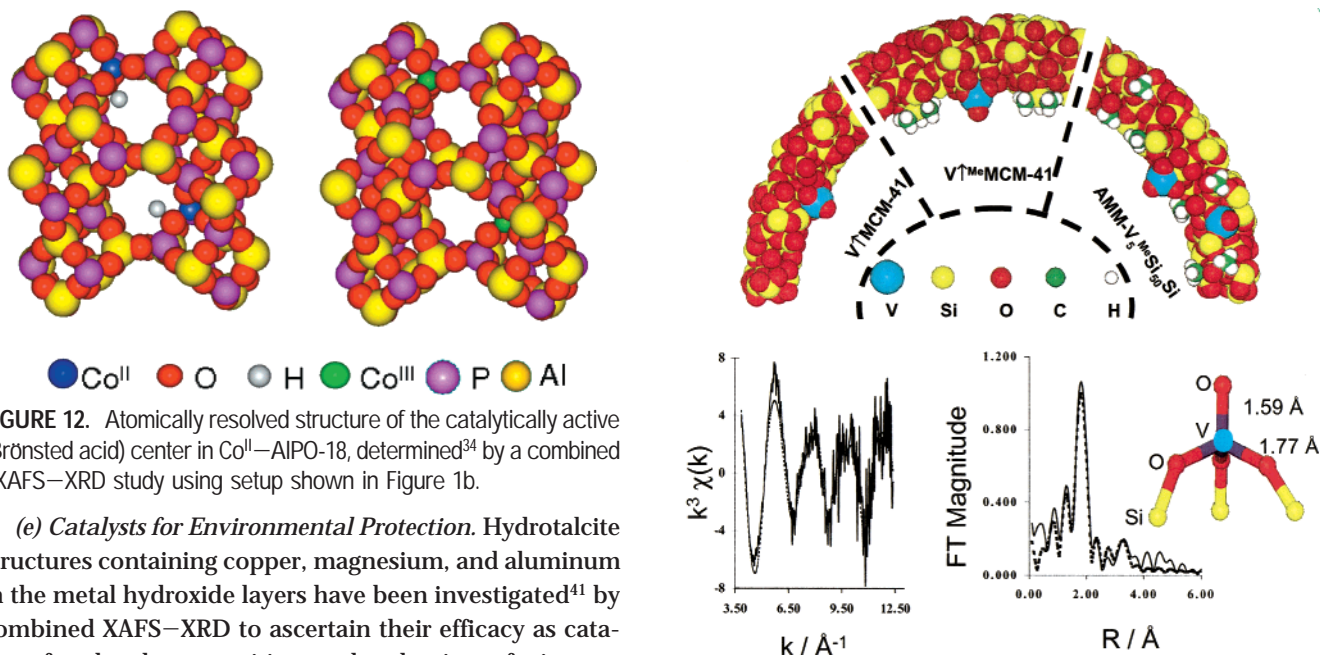 Co^II O H Co^III P Al
FIGURE 12. Atomically resolved structure of the catalytically active
Brönsted acid) center in Co^II−AlPO-18, determined^34 by a combined
XAFS−XRD study using setup shown in Figure 1b.
(e) Catalysts for Environmental Protection. Hydrotalcite
tructures containing copper, magnesium, and aluminum
n the metal hydroxide layers have been investigated^41 by
ombined XAFS−XRD to ascertain their efficacy as cata-
V↑MCM-41
V↑^MeMCM-41
AMM-V_5^MeSi_50Si
V Si O C H
k^3 χ(k)
8
4
0
-4
-8
3.50 6.50 9.50 12.50
k / Å^-1
FT Magnitude
1.200
0.800
0.400
0.000
0.00 2.00 4.00 6.00
R / Å
O
1.59 Å
V
1.77 Å
O
Si